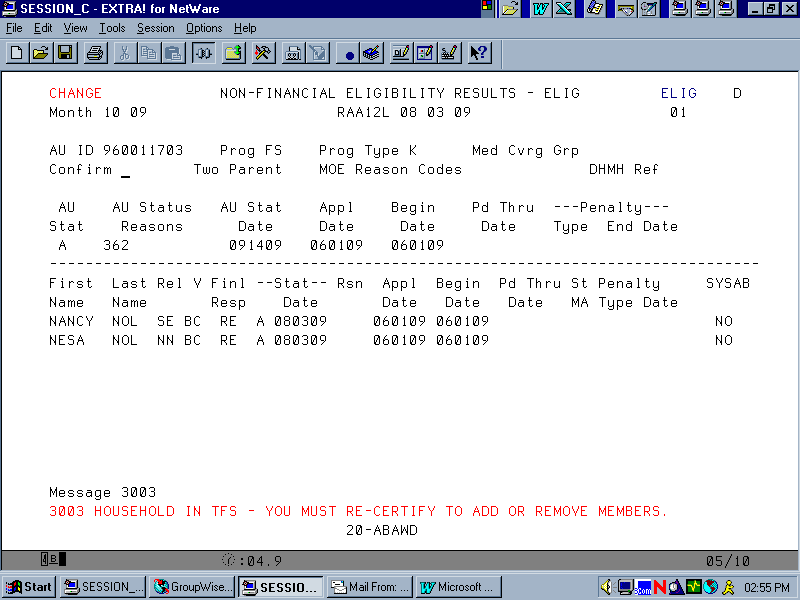 SESSION_C - EXTRA! for NetWare
File Edit View Tools Session Options Help
CHANGE NON-FINANCIAL ELIGIBILITY RESULTS - ELIG ELIG D
Month 10 09 RAA12L 08 03 09 01
AU ID 960011703 Prog FS Prog Type K Med Cvrg Grp
Confirm _ Two Parent MOE Reason Codes DHMH Ref
AU AU Status AU Stat Appl Begin Pd Thru ---Penalty---
Stat Reasons Date Date Date Date Type End Date
A 362 091409 060109 060109
First Last Rel V Finl --Stat-- Rsn Appl Begin Pd Thru St Penalty SYSAB
Name Name Resp Date Date Date Date MA Type Date
NANCY NOL SE BC RE A 080309 060109 060109 NO
NESA NOL NN BC RE A 080309 060109 060109 NO
Message 3003
3003 HOUSEHOLD IN TFS - YOU MUST RE-CERTIFY TO ADD OR REMOVE MEMBERS.
20-ABAWD
:04.9 05/10
Start SESSION_... GroupWise... SESSIO... Mail From: ... Microsoft ... 02:55 PM